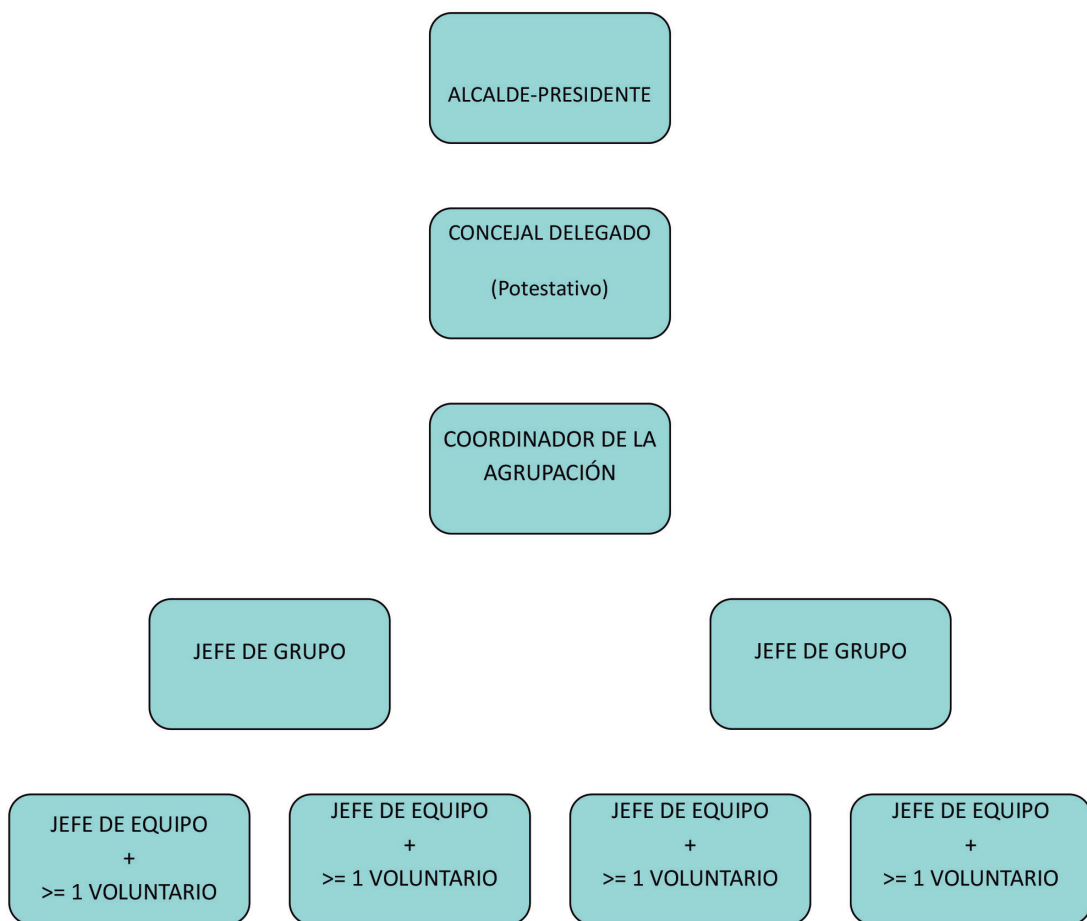 ALCALDE-PRESIDENTE
CONCEJAL DELEGADO
(Potestativo)
COORDINADOR DE LA
AGRUPACIÓN
JEFE DE GRUPO
JEFE DE GRUPO
JEFE DE EQUIPO
+
>= 1 VOLUNTARIO
JEFE DE EQUIPO
+
>= 1 VOLUNTARIO
JEFE DE EQUIPO
+
>= 1 VOLUNTARIO
JEFE DE EQUIPO
+
>= 1 VOLUNTARIO